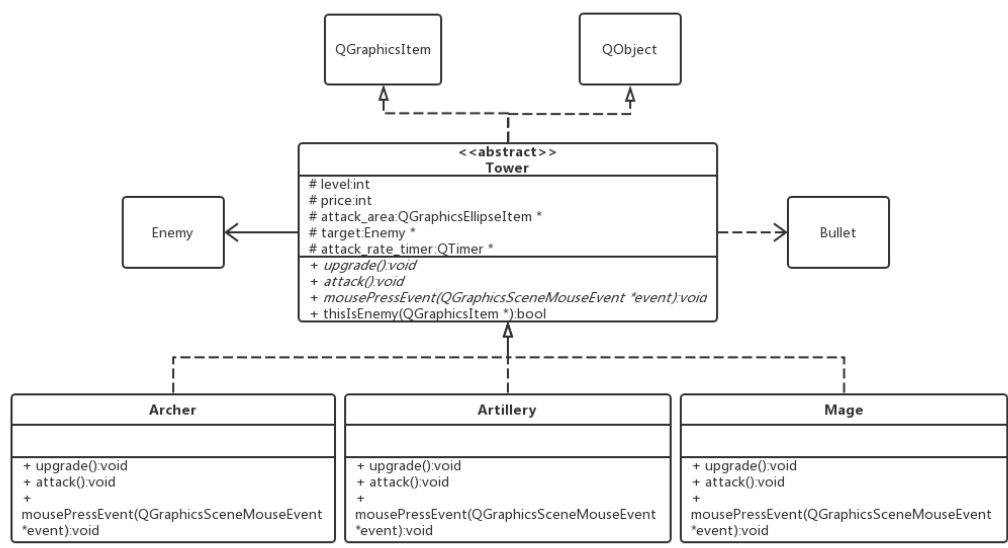 QGraphicsItem
QObject
<<abstract>>
Tower
# level:int
# price:int
# attack_area:QGraphicsEllipseItem *
# target:Enemy *
# attack_rate_timer:QTimer *
+ upgrade():void
+ attack():void
+ mousePressEvent(QGraphicsSceneMouseEvent *event):void
+ thisIsEnemy(QGraphicsItem *):bool
Enemy
Bullet
Archer
+ upgrade():void
+ attack():void
+
mousePressEvent(QGraphicsSceneMouseEvent
*event):void
Artillery
+ upgrade():void
+ attack():void
+
mousePressEvent(QGraphicsSceneMouseEvent
*event):void
Mage
+ upgrade():void
+ attack():void
+
mousePressEvent(QGraphicsSceneMouseEvent
*event):void